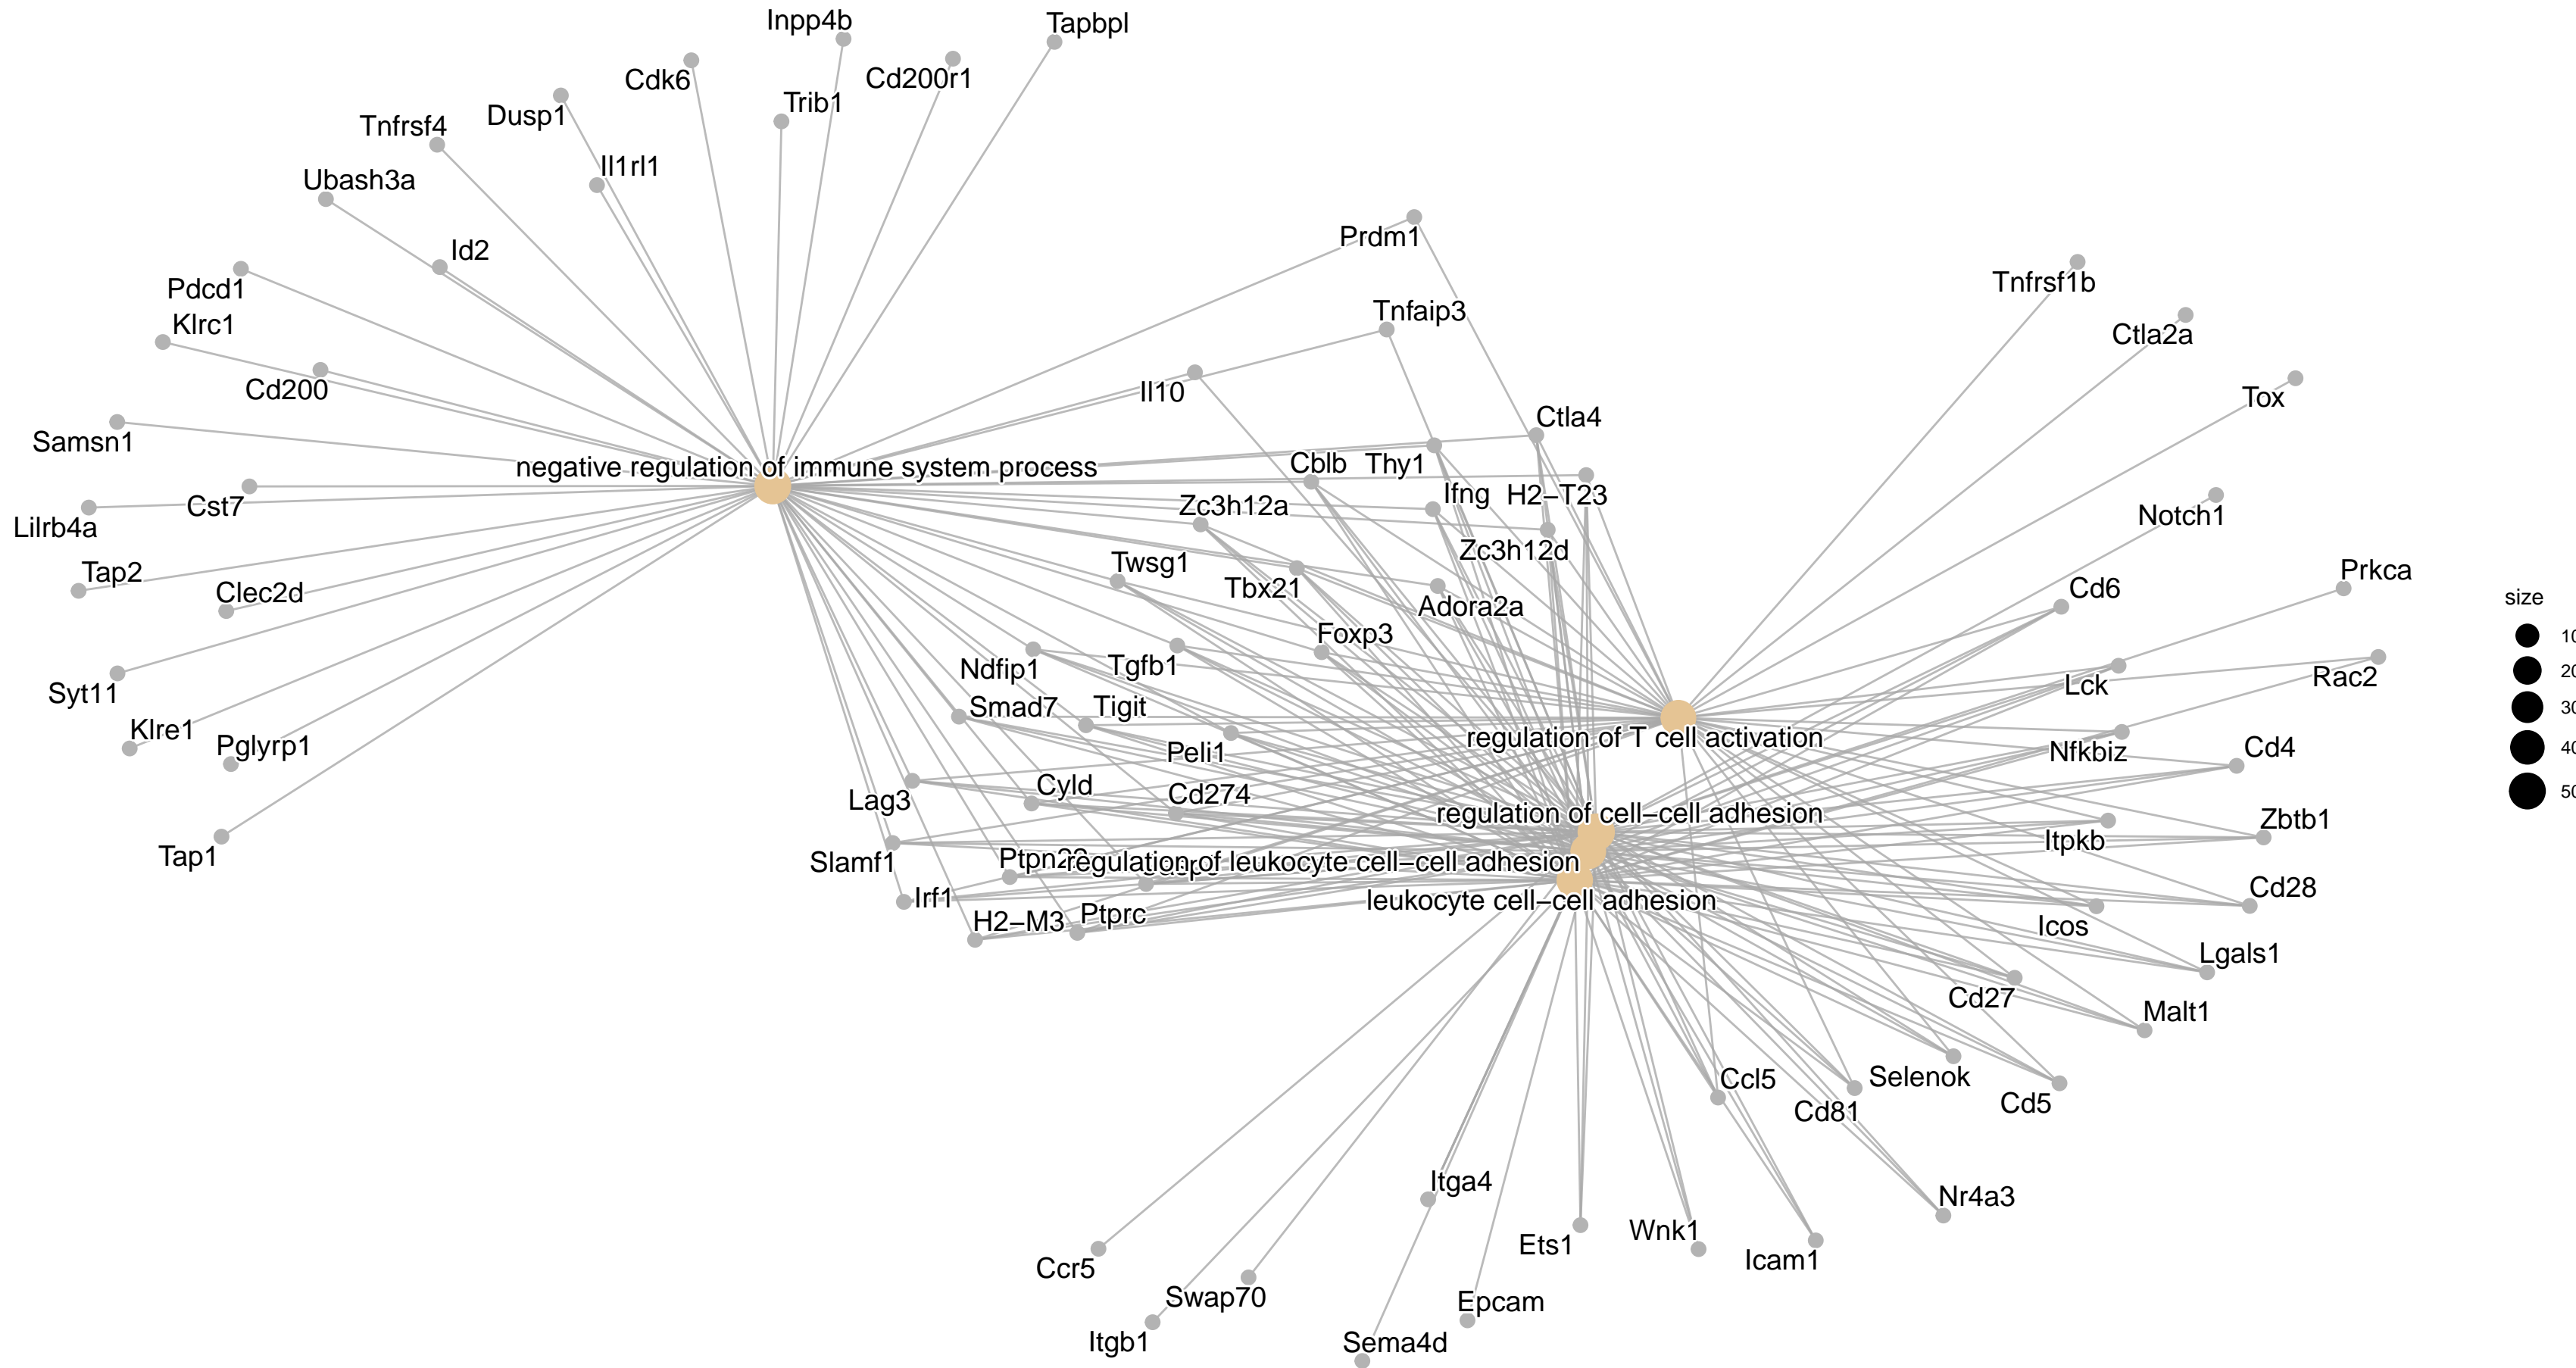 Inpp4b
Tapbpl
Cdk6
Cd200r1
Trib1
Dusp1
Tnfrsf4
Il1rl1
Ubash3a
Id2
Prdm1
Pdcd1
Tnfrsf1b
Klrc1
Tnfaip3
Ctla2a
Cd200
Il10
Tox
Ctla4
Samsn1
negative regulation of immune system process
Cblb
Thy1
Ifng
H2−T23
Cst7
Zc3h12a
Notch1
Lilrb4a
Zc3h12d
Tap2
Twsg1
Prkca
Clec2d
Tbx21
Adora2a
Cd6
size
Foxp3
Ndfip1
Tgfb1
Lck
Rac2
Syt11
Smad7
Tigit
Klre1
Pglyrp1
Peli1
regulation of T cell activation
Nfkbiz
Cd4
Lag3
Cyld
Cd274
regulation of cell−cell adhesion
Zbtb1
Itpkb
Tap1
Slamf1
regulation of leukocyte cell−cell adhesion
Cd28
Irf1
H2−M3
Ptprc
leukocyte cell−cell adhesion
Icos
Lgals1
Cd27
Malt1
Ccl5
Selenok
Cd81
Cd5
Itga4
Nr4a3
Ets1
Wnk1
Icam1
Ccr5
Swap70
Epcam
Itgb1
Sema4d